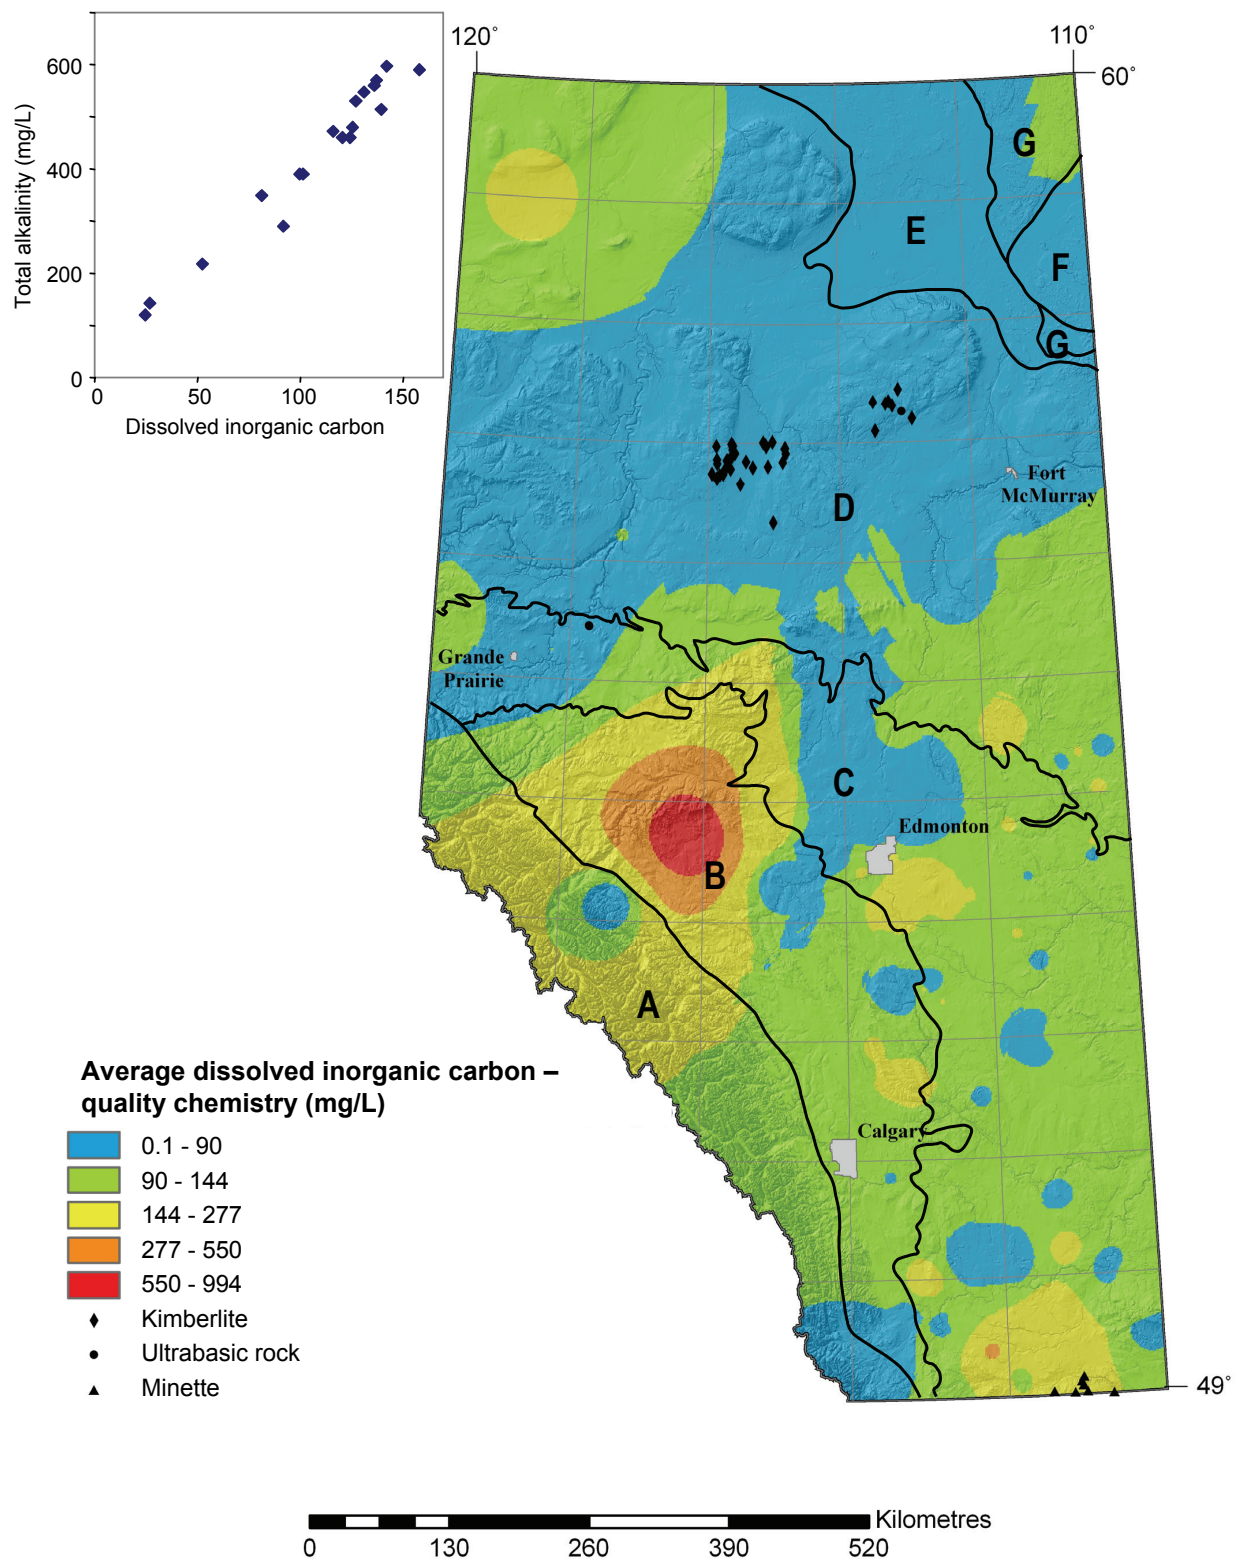 120˚
110˚
60˚
600
400
200
0
0
50
100
150
Total alkalinity (mg/L)
Dissolved inorganic carbon
G
E
F
G
D
Fort
McMurray
Grande
Prairie
C
Edmonton
B
A
Calgary
49˚
Average dissolved inorganic carbon –
quality chemistry (mg/L)
0.1 - 90
90 - 144
144 - 277
277 - 550
550 - 994
Kimberlite
Ultrabasic rock
Minette
Kilometres
0
130
260
390
520